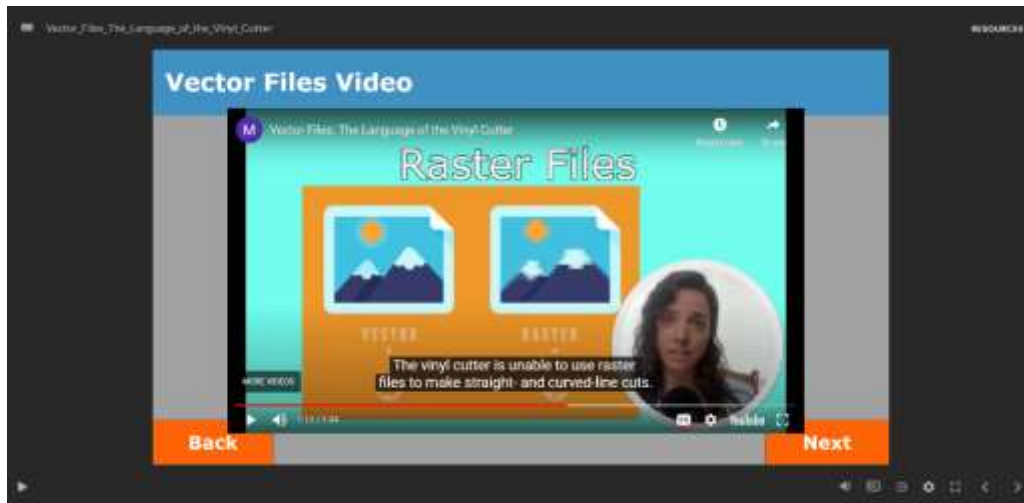 Vector_Files_The_Language_of_the_Vinyl_Cutter
RESOURCES
Vector Files Video
M
Vector Files: The Language of the Vinyl Cutter
Raster Files
VECTOR
RASTER
The vinyl cutter is unable to use raster
files to make straight- and curved-line cuts.
MORE VIDEOS
YouTube
Back
Next